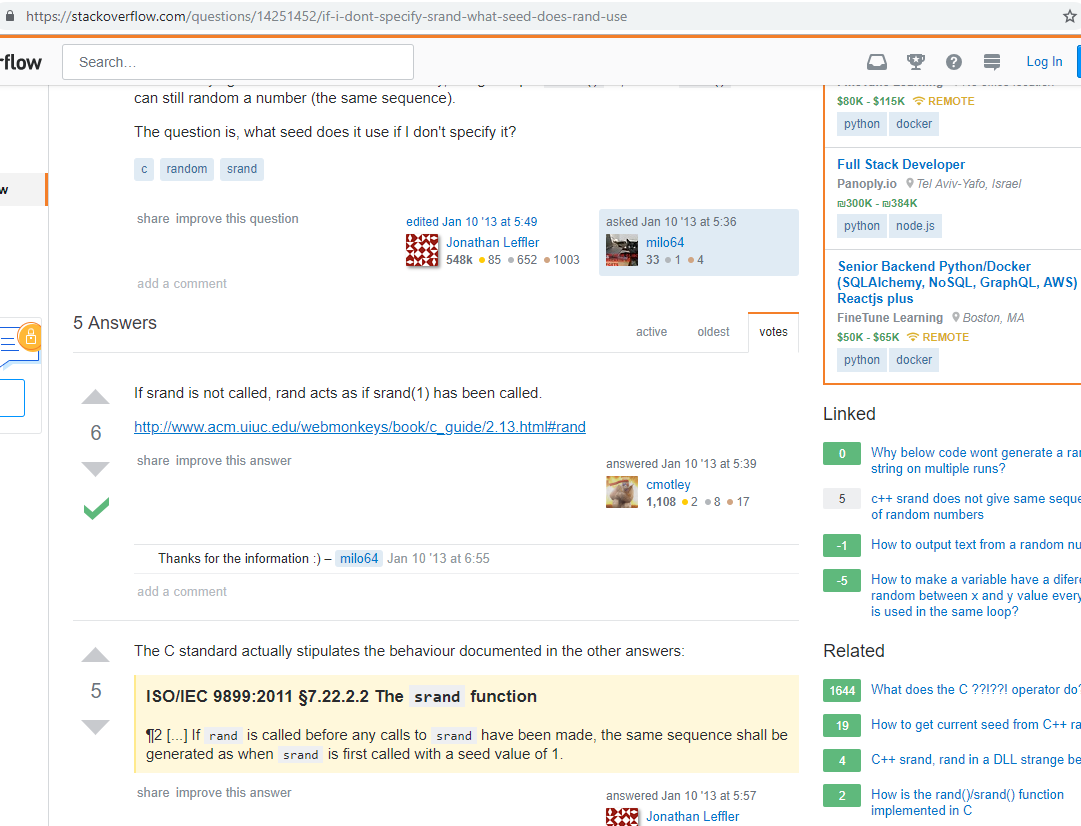 https://stackoverflow.com/questions/14251452/if-i-dont-specify-srand-what-seed-does-rand-use
Search...
Log In
can still random a number (the same sequence).
The question is, what seed does it use if I don't specify it?
c random srand
share improve this question
edited Jan 10 '13 at 5:49
Jonathan Leffler
548k 85 652 1003
asked Jan 10 '13 at 5:36
milo64
33 1 4
add a comment
5 Answers
active oldest votes
6
If srand is not called, rand acts as if srand(1) has been called.
http://www.acm.uiuc.edu/webmonkeys/book/c_guide/2.13.html#rand
share improve this answer
answered Jan 10 '13 at 5:39
cmotley
1,108 2 8 17
Thanks for the information :) – milo64 Jan 10 '13 at 6:55
add a comment
5
The C standard actually stipulates the behaviour documented in the other answers:
ISO/IEC 9899:2011 §7.22.2.2 The srand function
¶2 [...] If rand is called before any calls to srand have been made, the same sequence shall be
generated as when srand is first called with a seed value of 1.
share improve this answer
answered Jan 10 '13 at 5:57
Jonathan Leffler
$80K - $115K REMOTE
python docker
Full Stack Developer
Panoply.io Tel Aviv-Yafo, Israel
₪300K - ₪384K
python node.js
Senior Backend Python/Docker
(SQLAlchemy, NoSQL, GraphQL, AWS)
Reactjs plus
FineTune Learning Boston, MA
$50K - $65K REMOTE
python docker
Linked
0 Why below code wont generate a
string on multiple runs?
5 c++ srand does not give same
of random numbers
-1 How to output text from a random
-5 How to make a variable have a
random between x and y value
is used in the same loop?
Related
1644 What does the C ??!??! operator do?
19 How to get current seed from C++
4 C++ srand, rand in a DLL strange
2 How is the rand()/srand() function
implemented in C